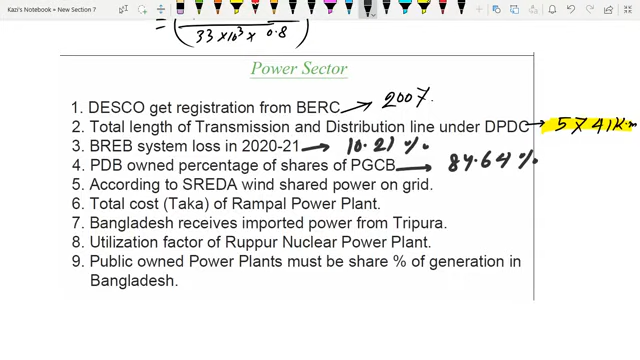 Kazi's Notebook » New Section 7
= ( 33 × 10³ × 0.8 )
Power Sector
1. DESCO get registration from BERC → 2007.
2. Total length of Transmission and Distribution line under DPDC → 5741 K.m
3. BREB system loss in 2020-21 → 10.21 %
4. PDB owned percentage of shares of PGCB → 84.64 %
5. According to SREDA wind shared power on grid.
6. Total cost (Taka) of Rampal Power Plant.
7. Bangladesh receives imported power from Tripura.
8. Utilization factor of Ruppur Nuclear Power Plant.
9. Public owned Power Plants must be share % of generation in
Bangladesh.